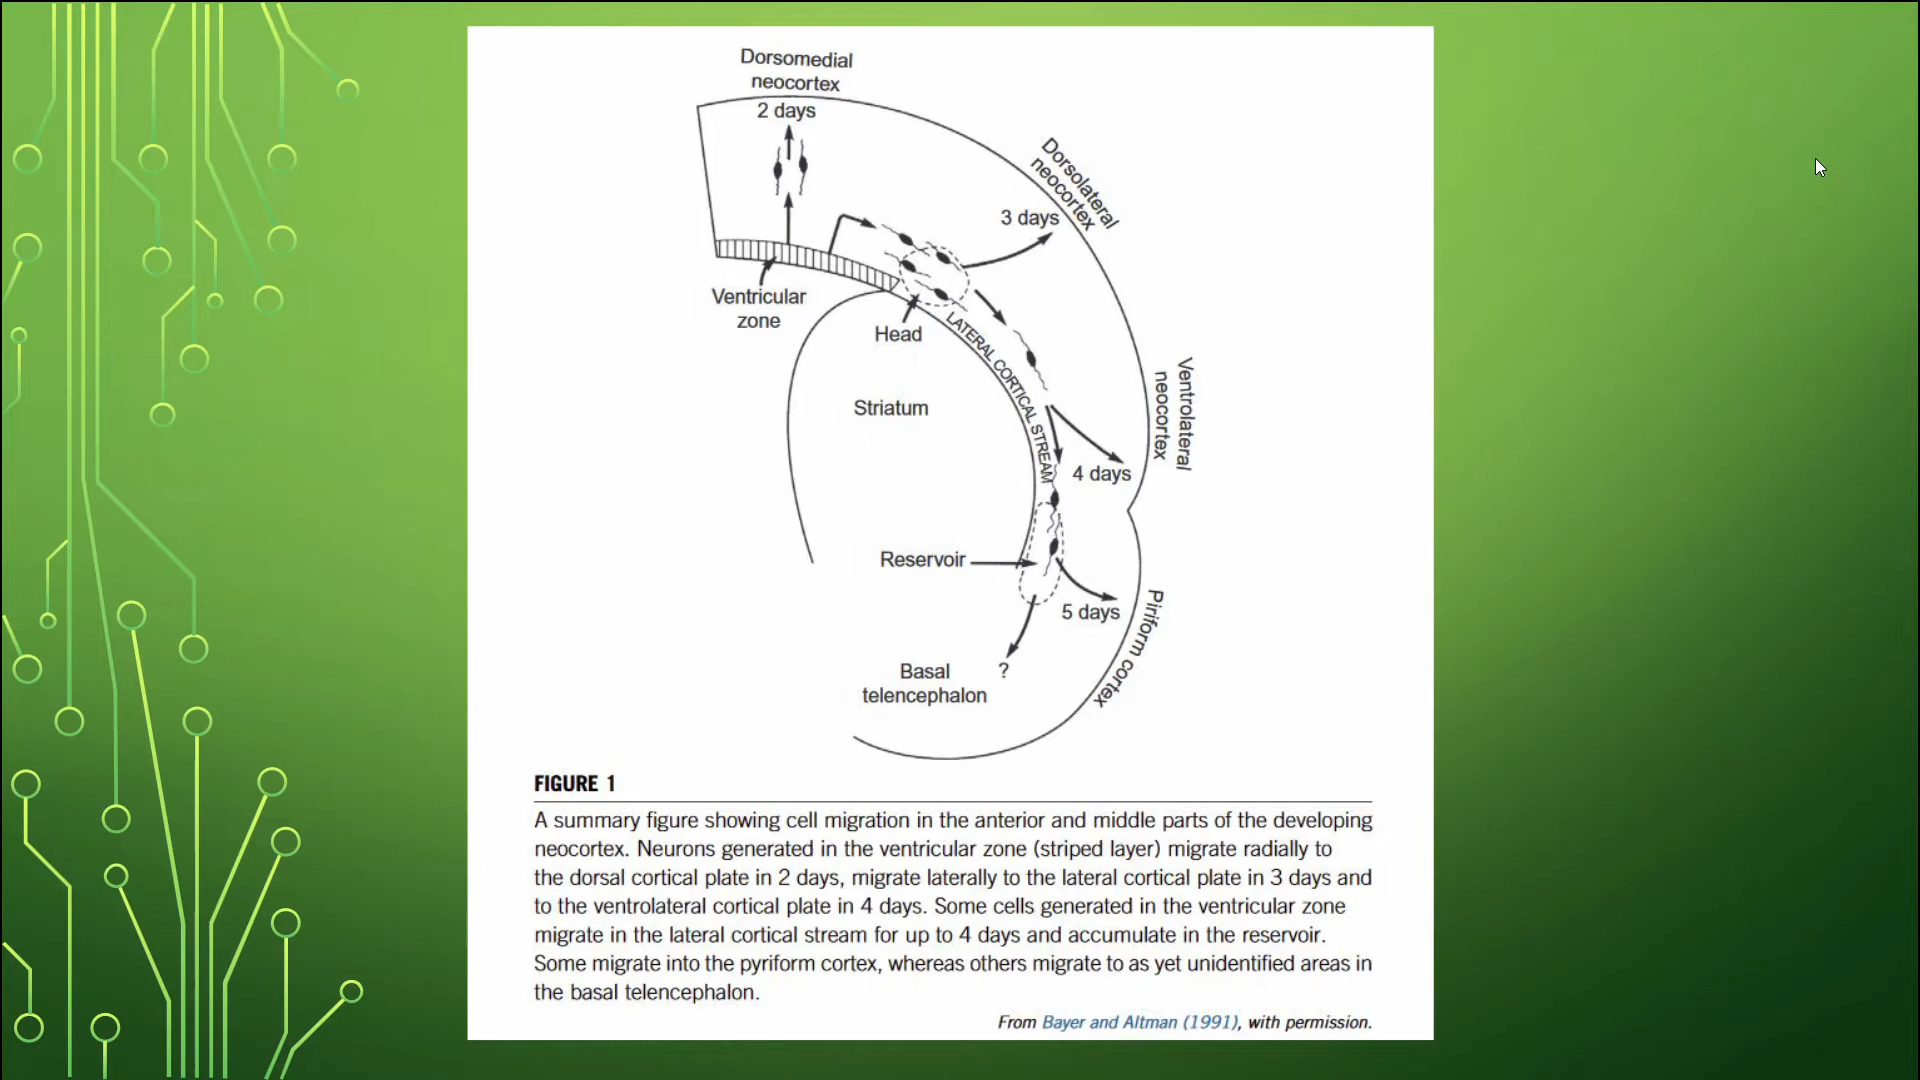 Dorsomedial
neocortex
2 days
Dorsolateral
neocortex
3 days
Ventricular
zone
Head
LATERAL CORTICAL STREAM
Striatum
Ventrolateral
neocortex
4 days
Reservoir
5 days
Piriform cortex
Basal
telencephalon
?
FIGURE 1
A summary figure showing cell migration in the anterior and middle parts of the developing
neocortex. Neurons generated in the ventricular zone (striped layer) migrate radially to
the dorsal cortical plate in 2 days, migrate laterally to the lateral cortical plate in 3 days and
to the ventrolateral cortical plate in 4 days. Some cells generated in the ventricular zone
migrate in the lateral cortical stream for up to 4 days and accumulate in the reservoir.
Some migrate into the pyriform cortex, whereas others migrate to as yet unidentified areas in
the basal telencephalon.
From Bayer and Altman (1991), with permission.